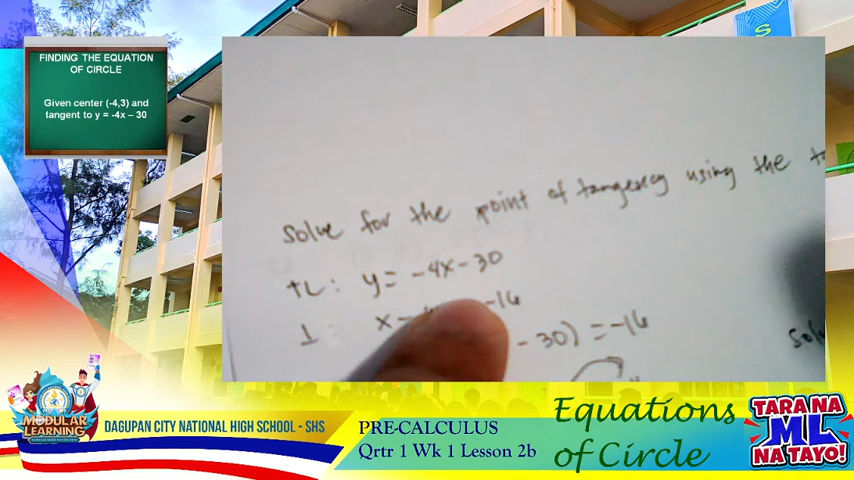 FINDING THE EQUATION
OF CIRCLE
Given center (-4,3) and
tangent to y = -4x – 30
S
Solve for the point of tangency using the
TL: y = -4x - 30
⊥ : x - -16
- 30) = -16
MODULAR
LEARNING
DAGUPAN CITY NATIONAL HIGH SCHOOL - SHS
PRE-CALCULUS
Qrtr 1 Wk 1 Lesson 2b
Equations
of Circle
TARA NA
ML
NA TAYO!